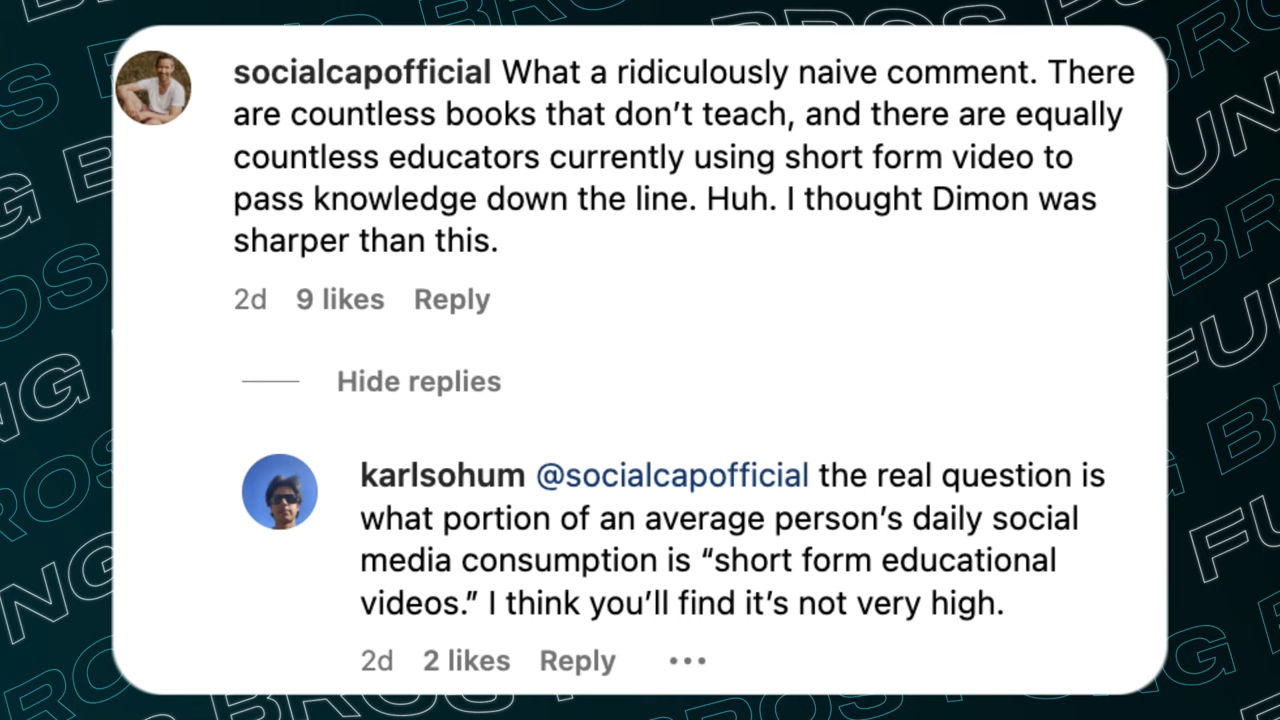 socialcapofficial What a ridiculously naive comment. There
are countless books that don’t teach, and there are equally
countless educators currently using short form video to
pass knowledge down the line. Huh. I thought Dimon was
sharper than this.
2d 9 likes Reply
Hide replies
karlsohum @socialcapofficial the real question is
what portion of an average person’s daily social
media consumption is “short form educational
videos.” I think you’ll find it’s not very high.
2d 2 likes Reply